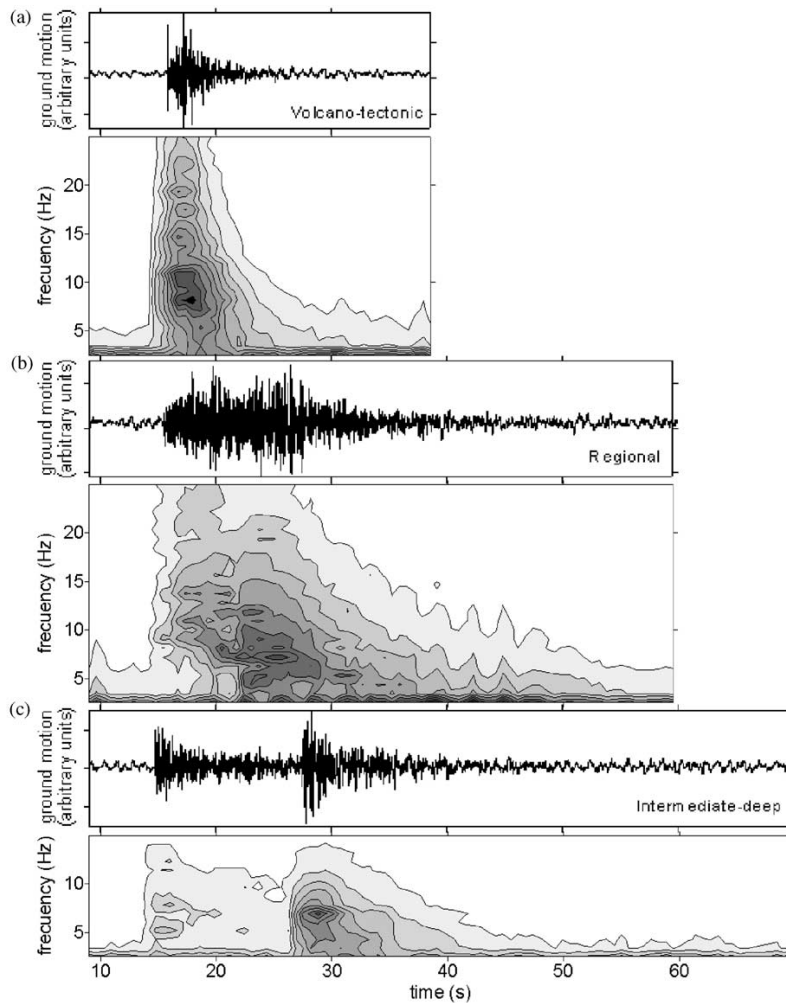 (a)
ground motion
(arbitrary units)
Volcano-tectonic
frecuency (Hz)
20
15
10
5
(b)
ground motion
(arbitrary units)
Regional
frecuency (Hz)
20
15
10
5
(c)
ground motion
(arbitrary units)
Intermediate-deep
frecuency (Hz)
10
5
10 20 30 40 50 60
time (s)